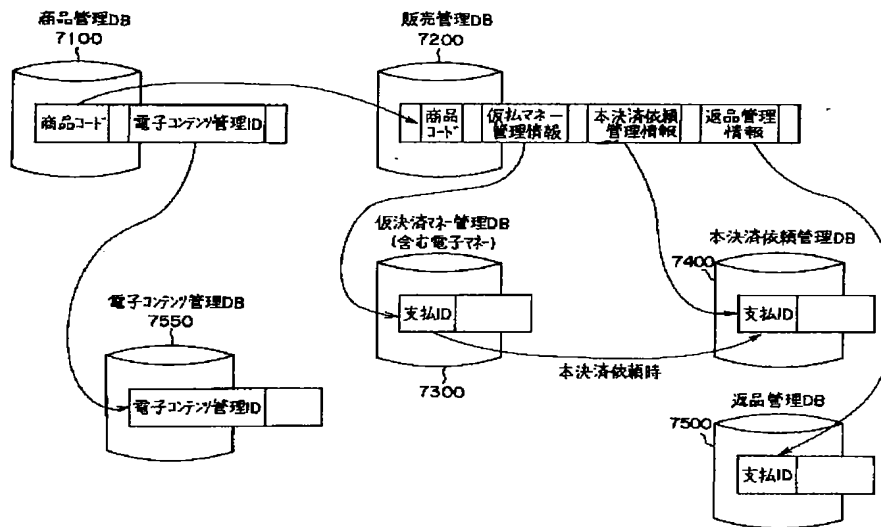 商品管理DB
7100
販売管理DB
7200
商品コード
電子コンテンツ管理ID
商品
コード
仮払マネー
管理情報
本決済依頼
管理情報
返品管理
情報
仮決済マネー管理DB
(含む電子マネー)
本決済依頼管理DB
7400
電子コンテンツ管理DB
7550
支払ID
支払ID
7300
本決済依頼時
電子コンテンツ管理ID
返品管理DB
7500
支払ID